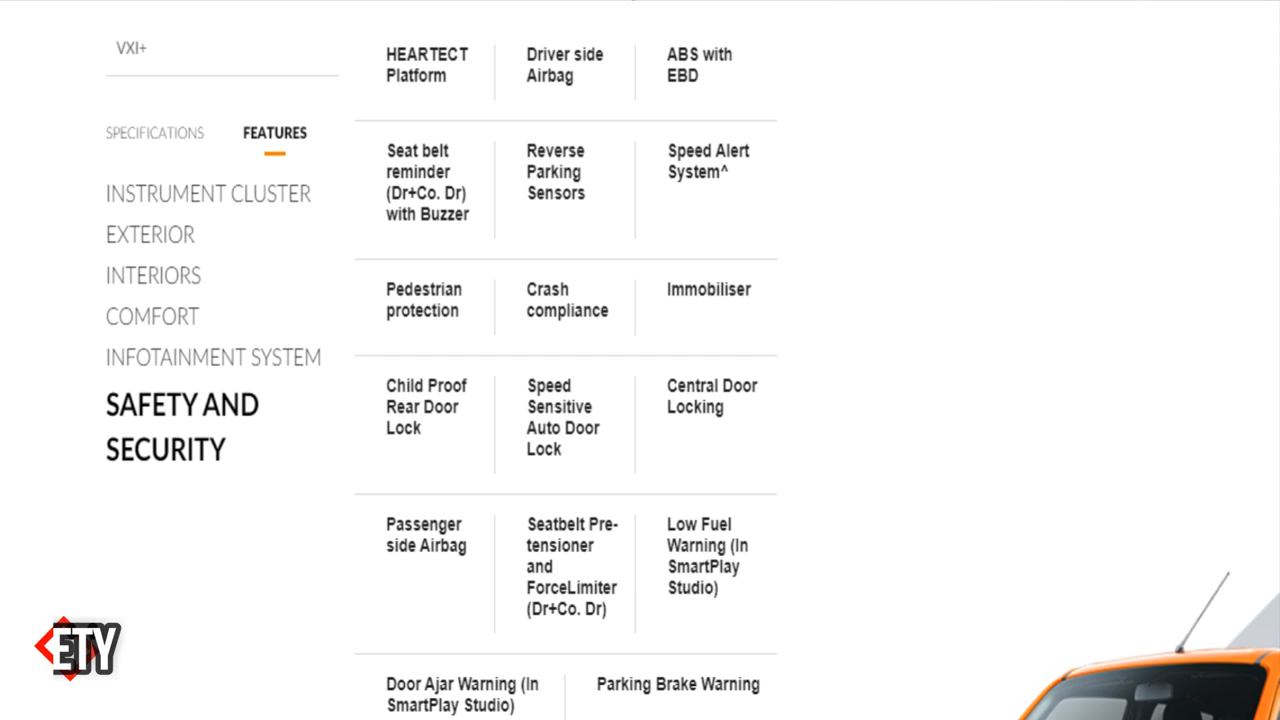 VXI+
SPECIFICATIONS
FEATURES
INSTRUMENT CLUSTER
EXTERIOR
INTERIORS
COMFORT
INFOTAINMENT SYSTEM
SAFETY AND
SECURITY
HEARTECT
Platform
Driver side
Airbag
ABS with
EBD
Seat belt
reminder
(Dr+Co. Dr)
with Buzzer
Reverse
Parking
Sensors
Speed Alert
System^
Pedestrian
protection
Crash
compliance
Immobiliser
Child Proof
Rear Door
Lock
Speed
Sensitive
Auto Door
Lock
Central Door
Locking
Passenger
side Airbag
Seatbelt Pre-
tensioner
and
ForceLimiter
(Dr+Co. Dr)
Low Fuel
Warning (In
SmartPlay
Studio)
Door Ajar Warning (In
SmartPlay Studio)
Parking Brake Warning
ETY